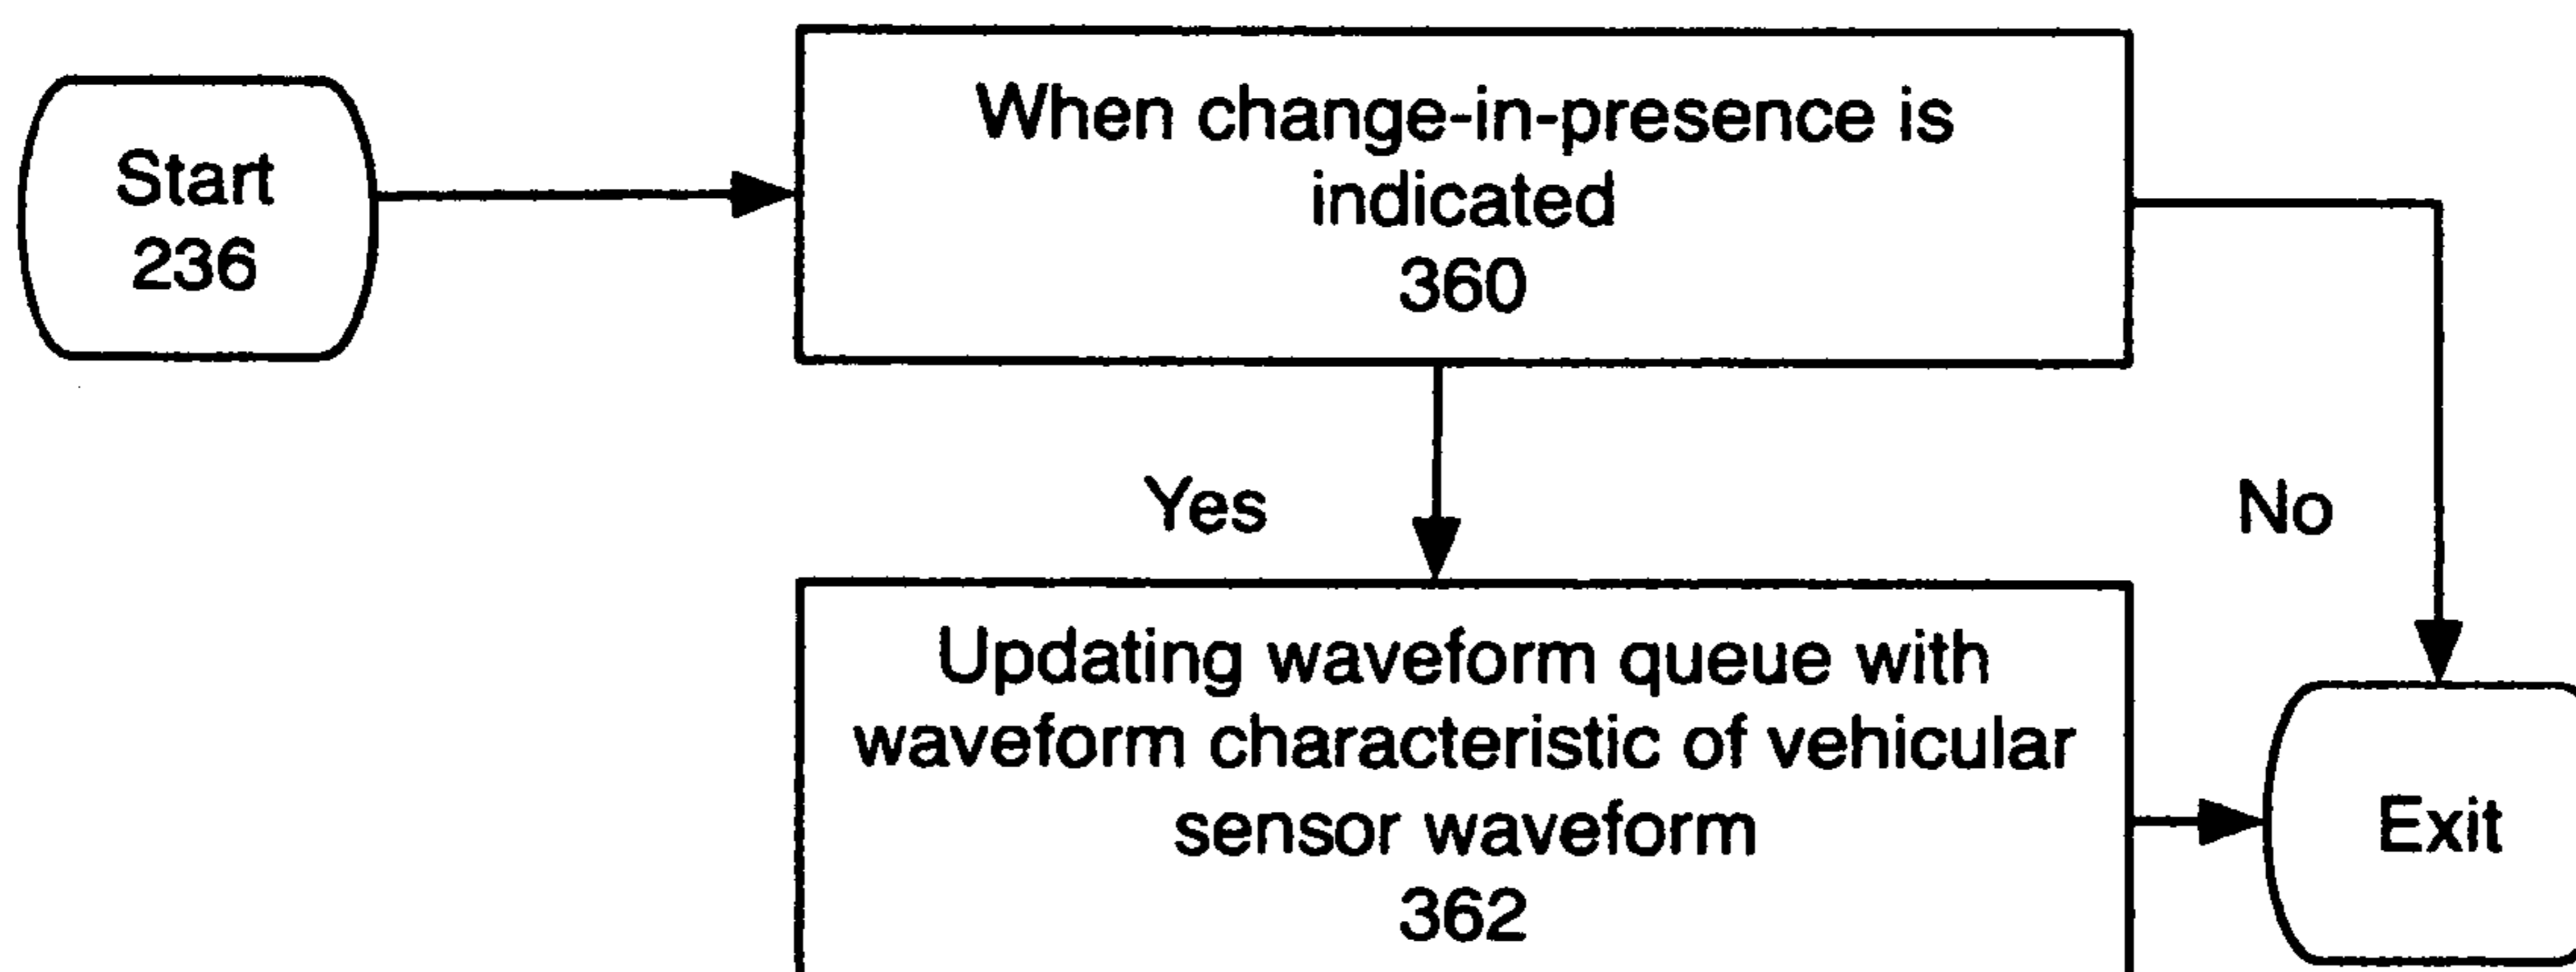 Start
236
When change-in-presence is
indicated
360
Yes
No
Updating waveform queue with
waveform characteristic of vehicular
sensor waveform
362
Exit